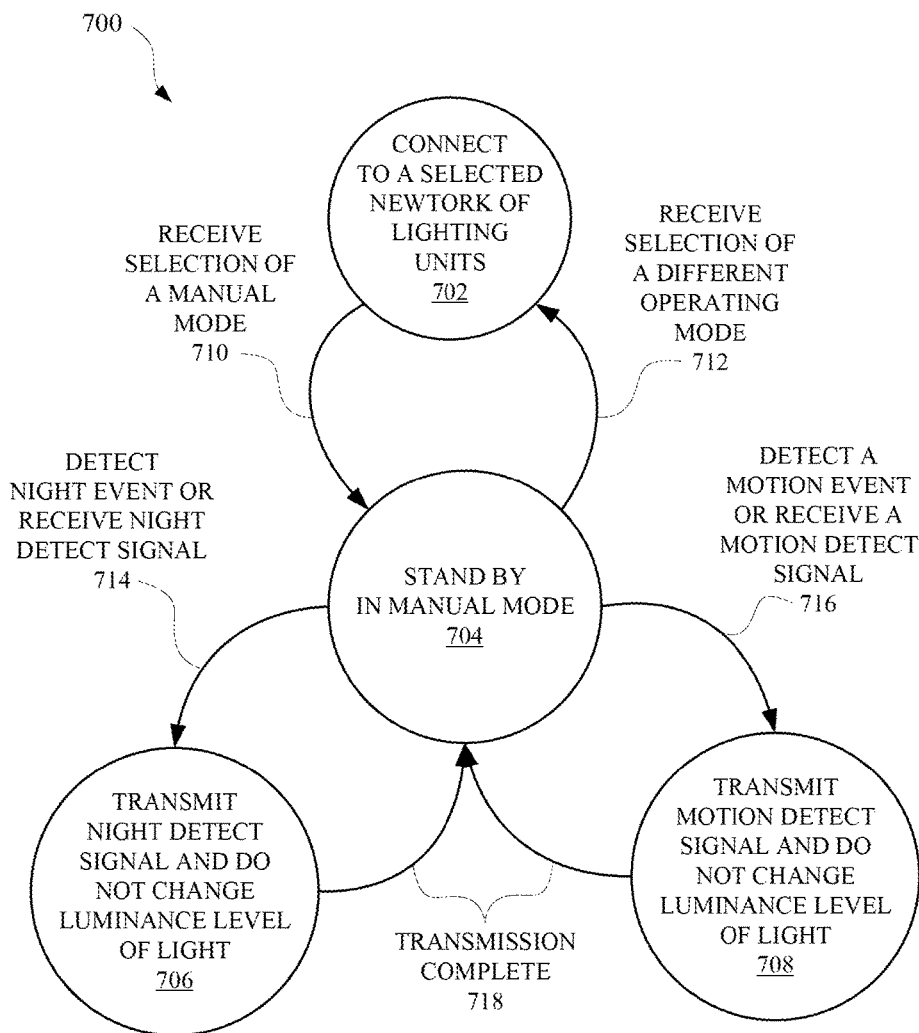 700
CONNECT
TO A SELECTED
NEWTORK OF
LIGHTING
UNITS
702
RECEIVE
SELECTION OF
A MANUAL
MODE
710
RECEIVE
SELECTION OF
A DIFFERENT
OPERATING
MODE
712
DETECT
NIGHT EVENT OR
RECEIVE NIGHT
DETECT SIGNAL
714
DETECT A
MOTION EVENT
OR RECEIVE A
MOTION DETECT
SIGNAL
716
STAND BY
IN MANUAL MODE
704
TRANSMIT
NIGHT DETECT
SIGNAL AND DO
NOT CHANGE
LUMINANCE LEVEL
OF LIGHT
706
TRANSMISSION
COMPLETE
718
TRANSMIT
MOTION DETECT
SIGNAL AND DO
NOT CHANGE
LUMINANCE LEVEL
OF LIGHT
708